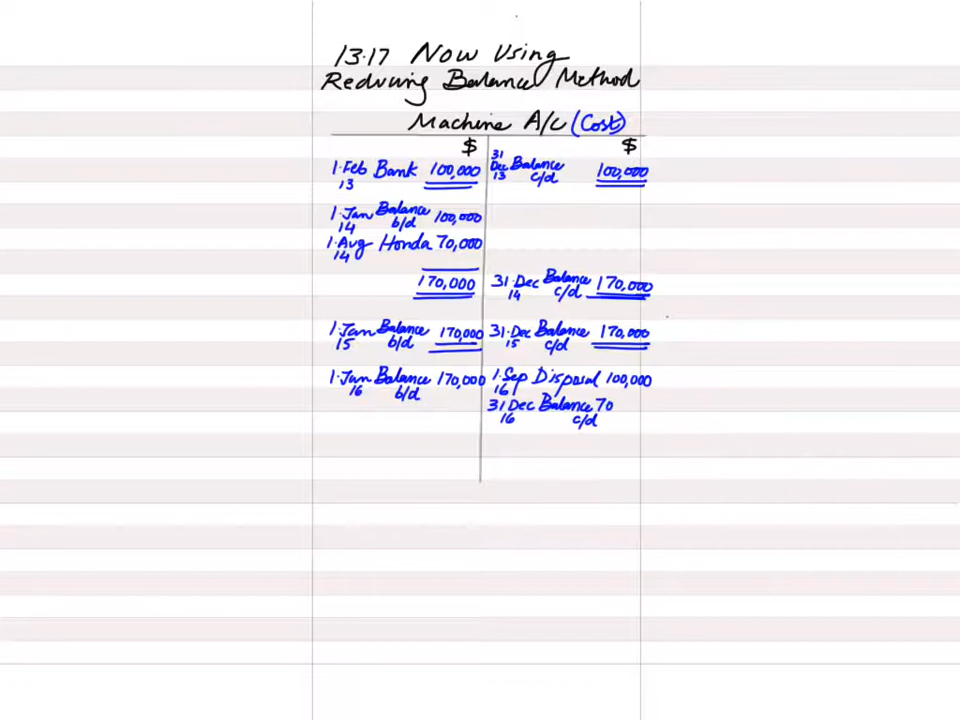 13.17 Now Using
Reducing Balance Method
Machine A/C (Cost)
$ $
1.Feb 13 Bank 100,000 31 Dec 13 Balance c/d 100,000
1.Jan 14 Balance b/d 100,000
1.Aug 14 Honda 70,000
170,000 31.Dec 14 Balance c/d 170,000
1.Jan 15 Balance b/d 170,000 31.Dec 15 Balance c/d 170,000
1.Jan 16 Balance b/d 170,000 1.Sep 16 Disposal 100,000
31 Dec 16 Balance c/d 70